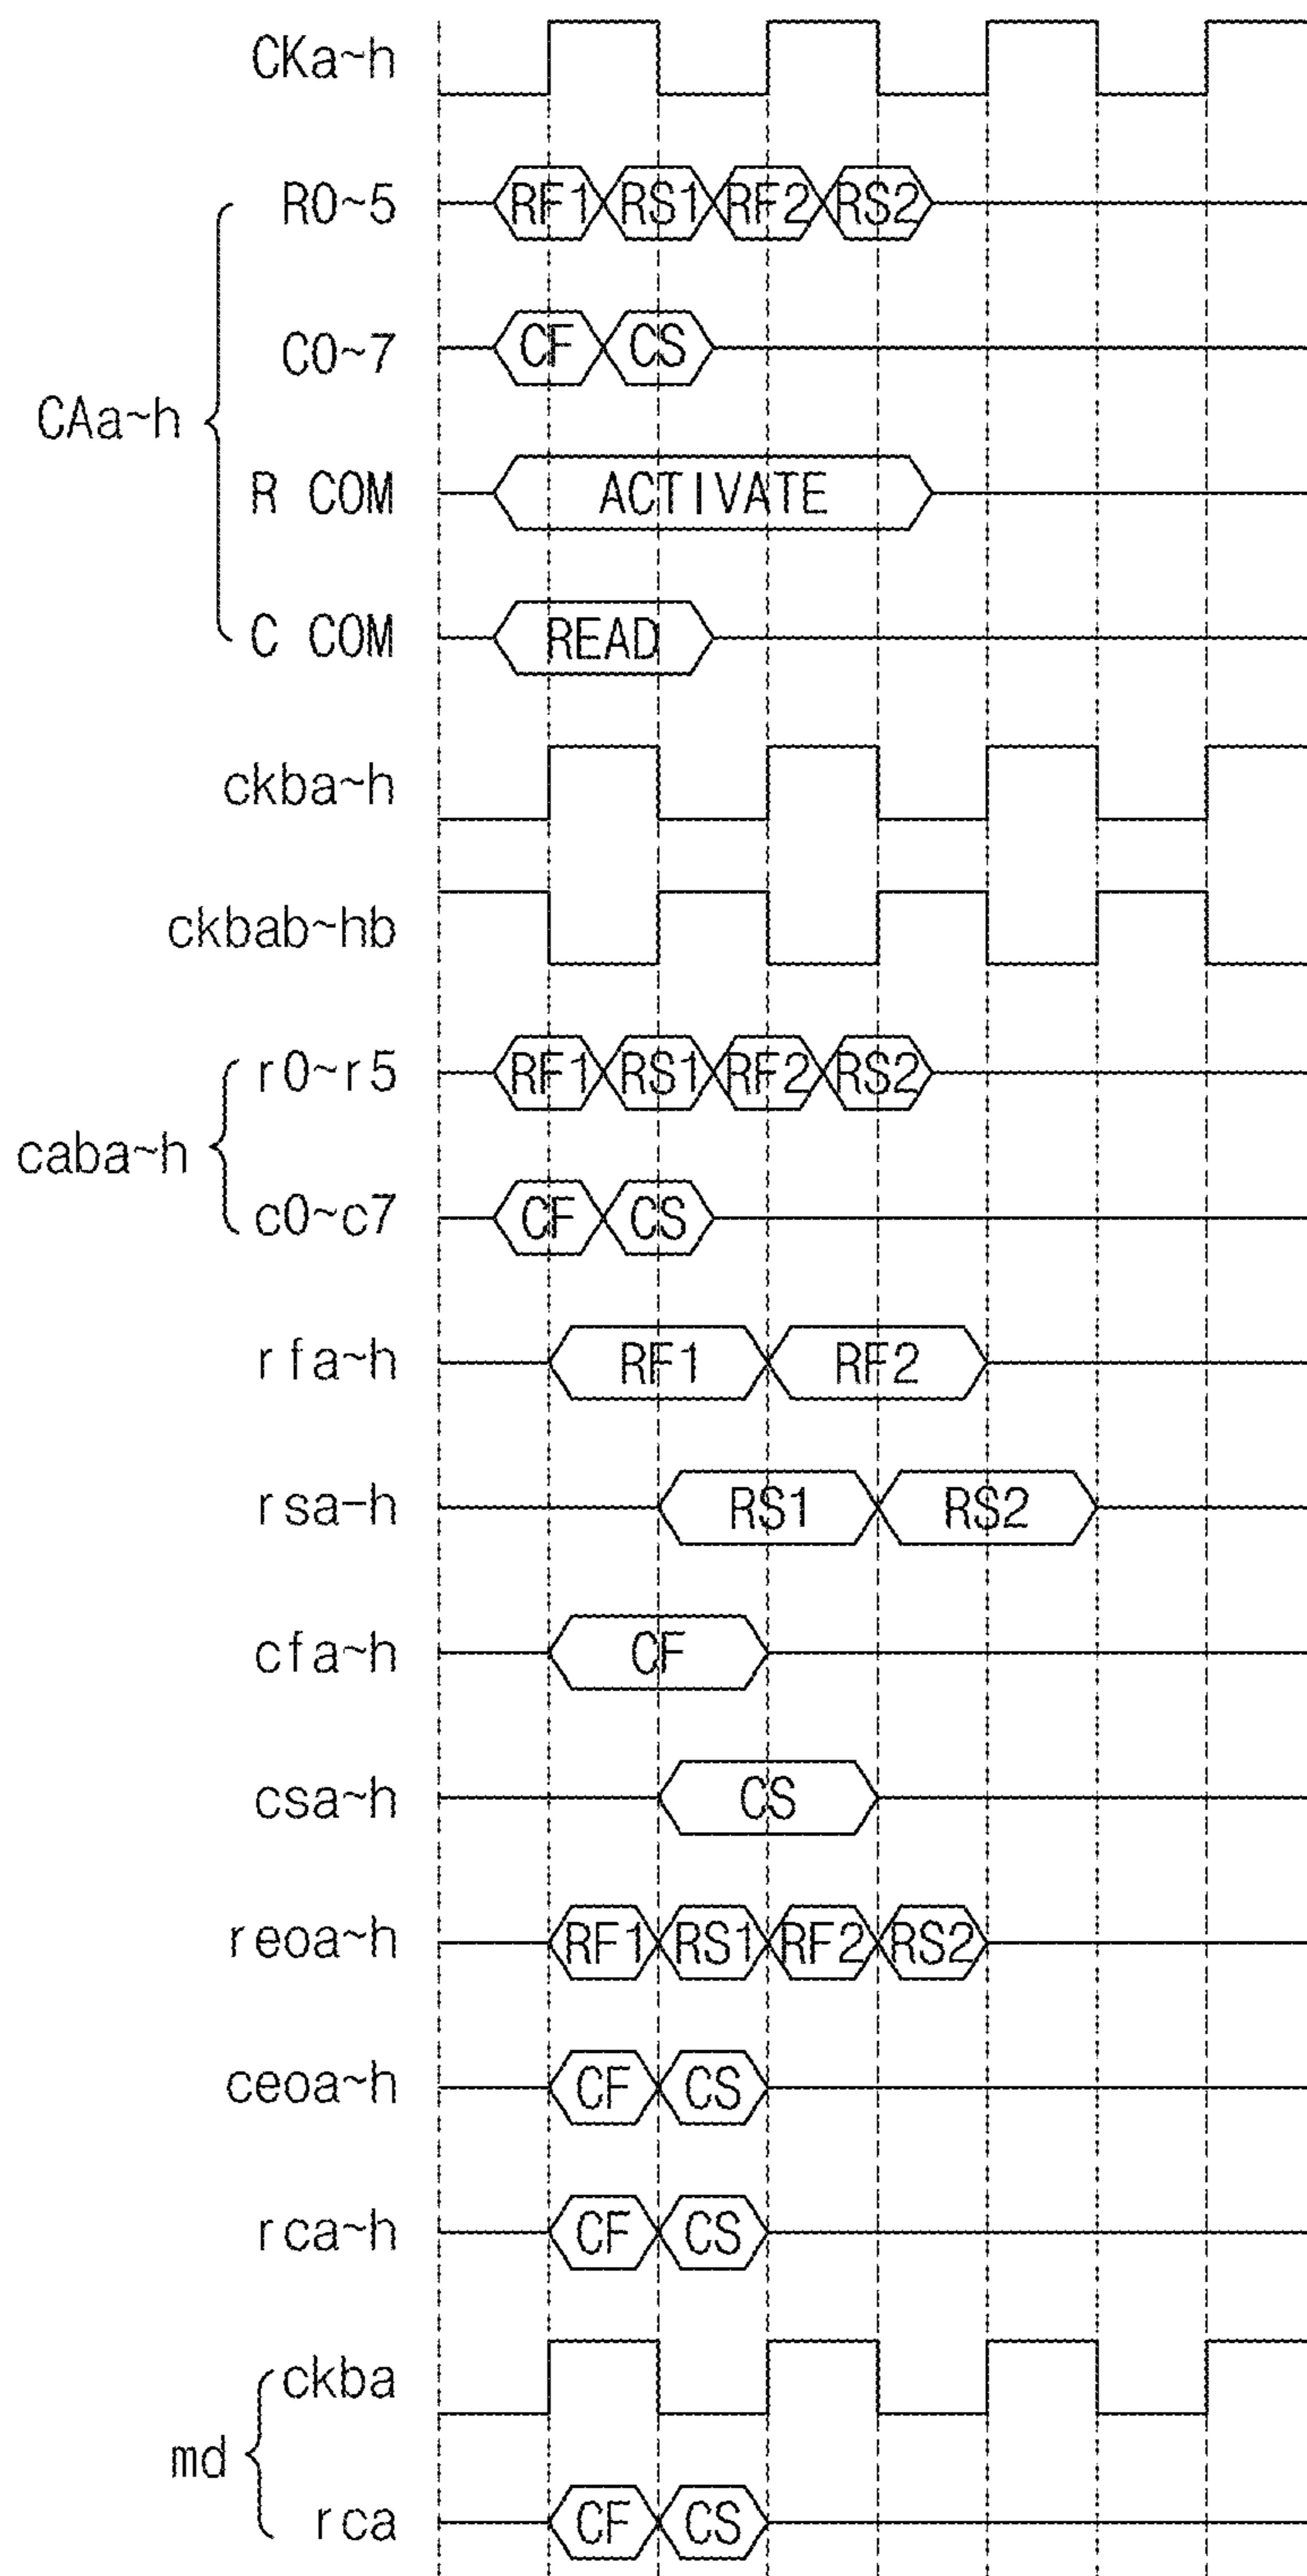 CKa~h
R0~5 RF1 RS1 RF2 RS2
C0~7 CF CS
CAa~h
R COM ACTIVATE
C COM READ
ckba~h
ckbab~hb
r0~r5 RF1 RS1 RF2 RS2
caba~h
c0~c7 CF CS
rfa~h RF1 RF2
rsa-h RS1 RS2
cfa~h CF
csa~h CS
reoa~h RF1 RS1 RF2 RS2
ceoa~h CF CS
rca~h CF CS
ckba
md
rca CF CS